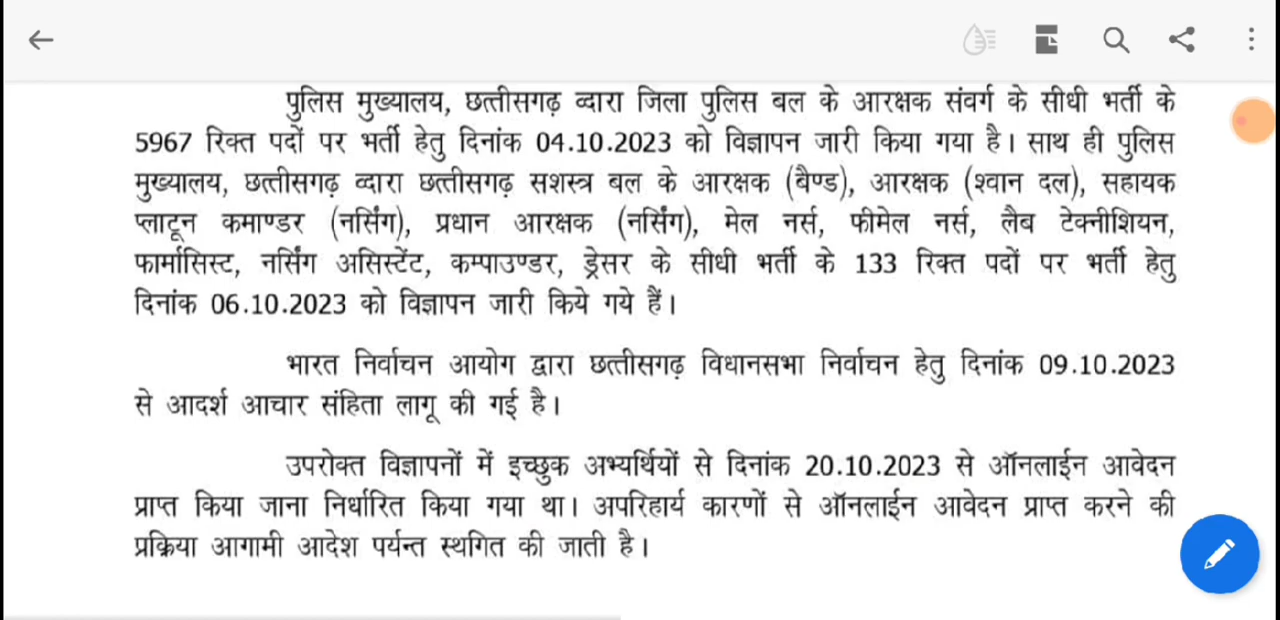 पुलिस मुख्यालय, छत्तीसगढ़ व्दारा जिला पुलिस बल के आरक्षक संवर्ग के सीधी भर्ती के
5967 रिक्त पदों पर भर्ती हेतु दिनांक 04.10.2023 को विज्ञापन जारी किया गया है। साथ ही पुलिस
मुख्यालय, छत्तीसगढ़ व्दारा छत्तीसगढ़ सशस्त्र बल के आरक्षक (बैण्ड), आरक्षक (श्वान दल), सहायक
प्लाटून कमाण्डर (नर्सिंग), प्रधान आरक्षक (नर्सिंग), मेल नर्स, फीमेल नर्स, लैब टेक्नीशियन,
फार्मासिस्ट, नर्सिंग असिस्टेंट, कम्पाउण्डर, ड्रेसर के सीधी भर्ती के 133 रिक्त पदों पर भर्ती हेतु
दिनांक 06.10.2023 को विज्ञापन जारी किये गये हैं।
भारत निर्वाचन आयोग द्वारा छत्तीसगढ़ विधानसभा निर्वाचन हेतु दिनांक 09.10.2023
से आदर्श आचार संहिता लागू की गई है।
उपरोक्त विज्ञापनों में इच्छुक अभ्यर्थियों से दिनांक 20.10.2023 से ऑनलाईन आवेदन
प्राप्त किया जाना निर्धारित किया गया था। अपरिहार्य कारणों से ऑनलाईन आवेदन प्राप्त करने की
प्रक्रिया आगामी आदेश पर्यन्त स्थगित की जाती है।